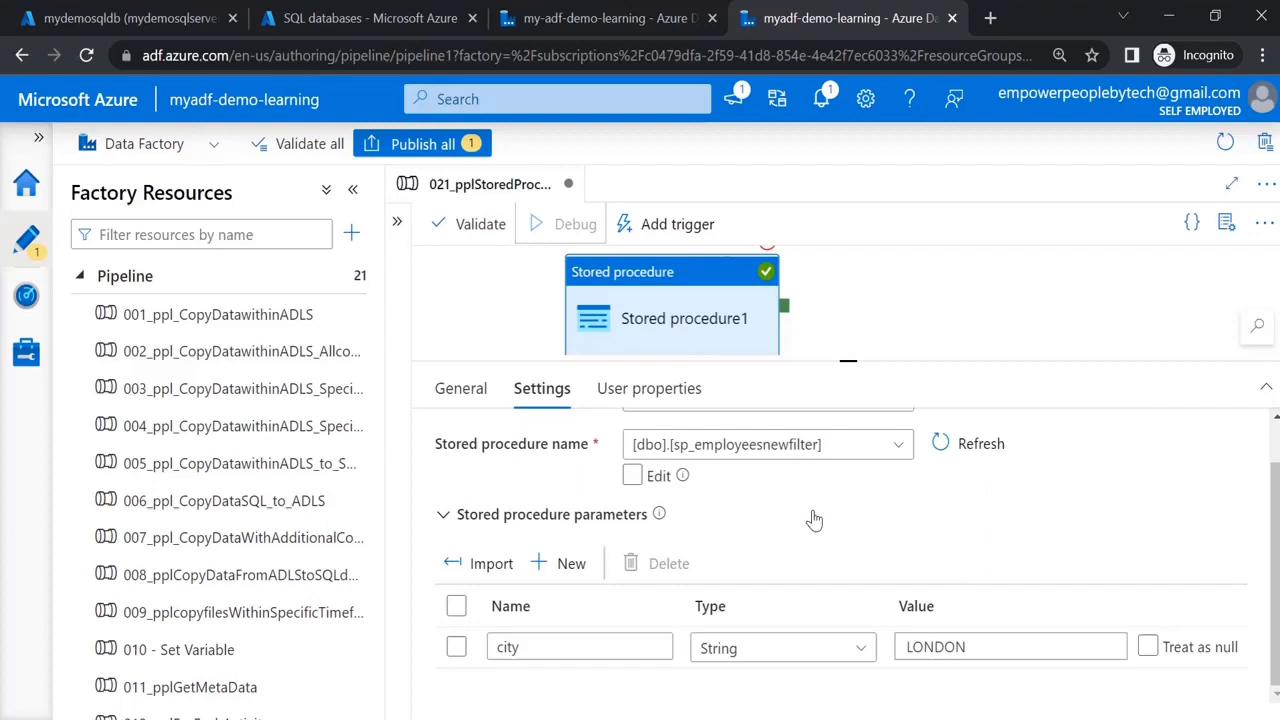 mydemosqldb (mydemosqlserve
SQL databases - Microsoft Azure
my-adf-demo-learning - Azure D
myadf-demo-learning - Azure Da
adf.azure.com/en-us/authoring/pipeline/pipeline1?factory=%2Fsubscriptions%2Fc0479dfa-2f59-41d8-854e-4e42f7ec6033%2FresourceGroups...
Incognito
Microsoft Azure
myadf-demo-learning
Search
1
1
empowerpeoplebytech@gmail.com
SELF EMPLOYED
Data Factory
Validate all
Publish all
1
Factory Resources
021_pplStoredProc...
Validate
Debug
Add trigger
Filter resources by name
1
Pipeline
21
Stored procedure
Stored procedure1
001_ppl_CopyDatawithinADLS
002_ppl_CopyDatawithinADLS_Allco...
003_ppl_CopyDatawithinADLS_Speci...
004_ppl_CopyDatawithinADLS_Speci...
005_ppl_CopyDatawithinADLS_to_S...
006_ppl_CopyDataSQL_to_ADLS
007_ppl_CopyDataWithAdditionalCo...
008_pplCopyDataFromADLStoSQLd...
009_pplcopyfilesWithinSpecificTimef...
010 - Set Variable
011_pplGetMetaData
General
Settings
User properties
Stored procedure name *
[dbo].[sp_employeesnewfilter]
Refresh
Edit
Stored procedure parameters
Import
New
Delete
Name
Type
Value
city
String
LONDON
Treat as null